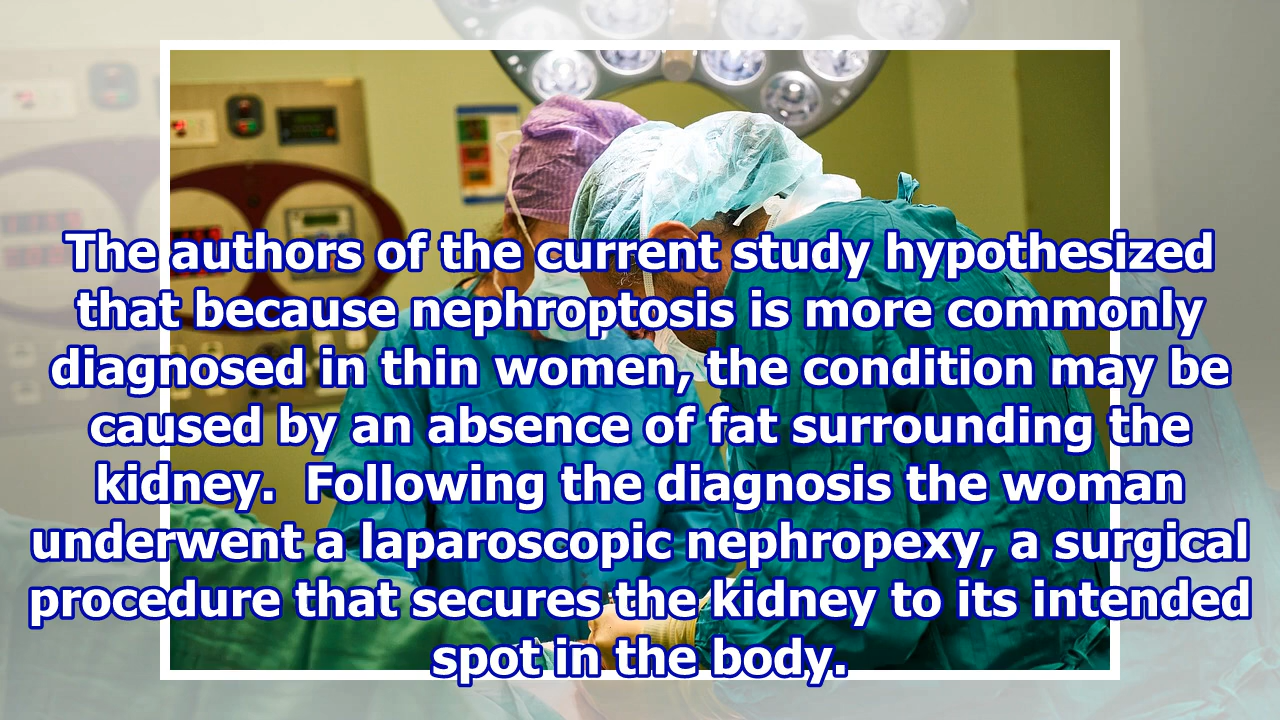 The authors of the current study hypothesized
that because nephroptosis is more commonly
diagnosed in thin women, the condition may be
caused by an absence of fat surrounding the
kidney.  Following the diagnosis the woman
underwent a laparoscopic nephropexy, a surgical
procedure that secures the kidney to its intended
spot in the body.